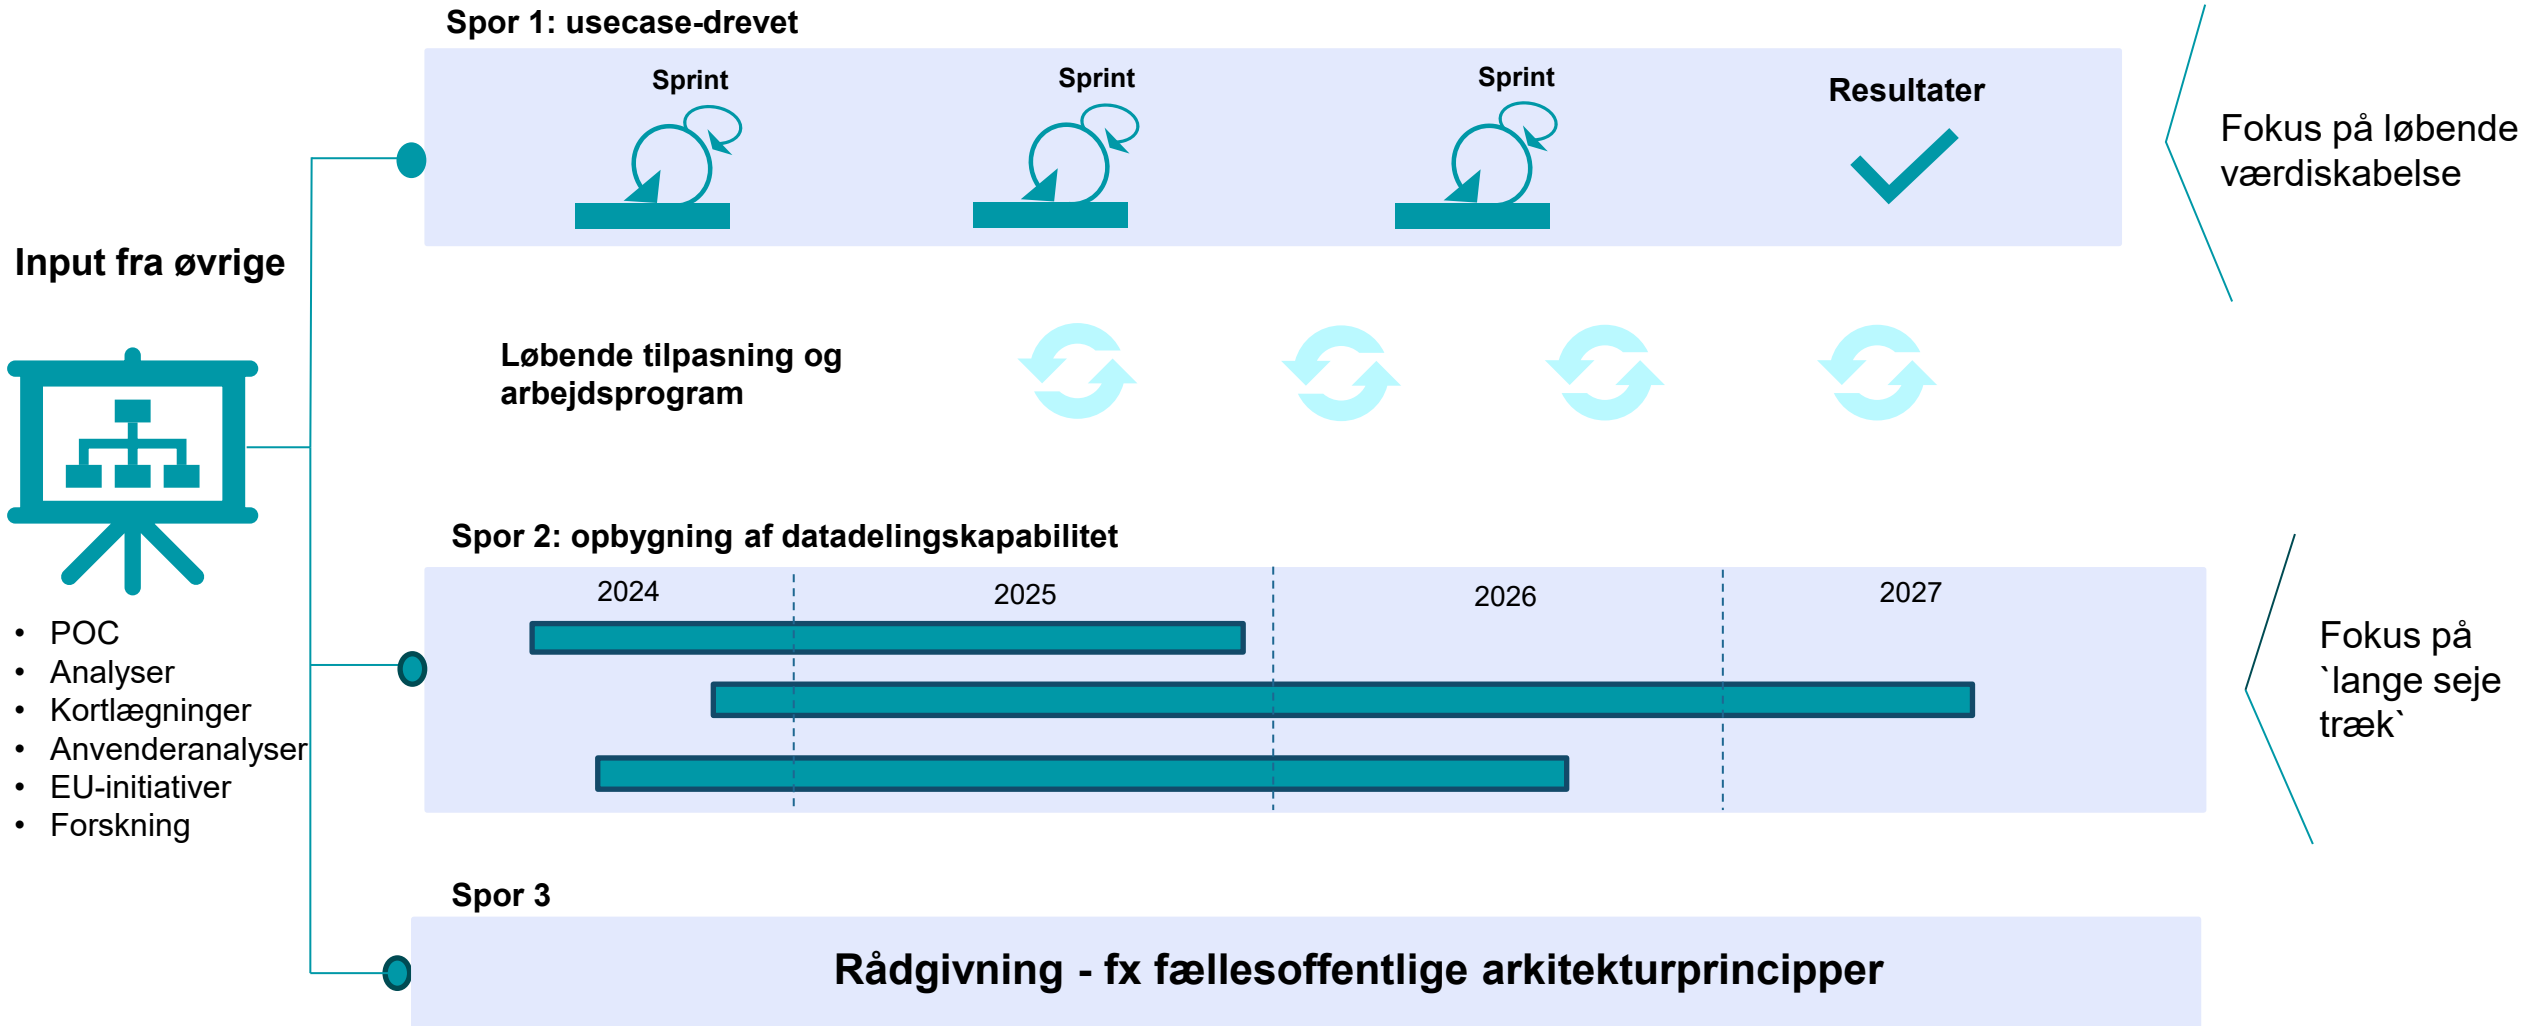 Spor 1: usecase-drevet
Sprint
Sprint
Sprint
Resultater
Fokus på løbende
værdiskabelse
Input fra øvrige
Løbende tilpasning og
arbejdsprogram
Spor 2: opbygning af datadelingskapabilitet
2024
2025
2026
2027
• POC
• Analyser
• Kortlægninger
• Anvenderanalyser
• EU-initiativer
• Forskning
Fokus på
`lange seje
træk`
Spor 3
Rådgivning - fx fællesoffentlige arkitekturprincipper